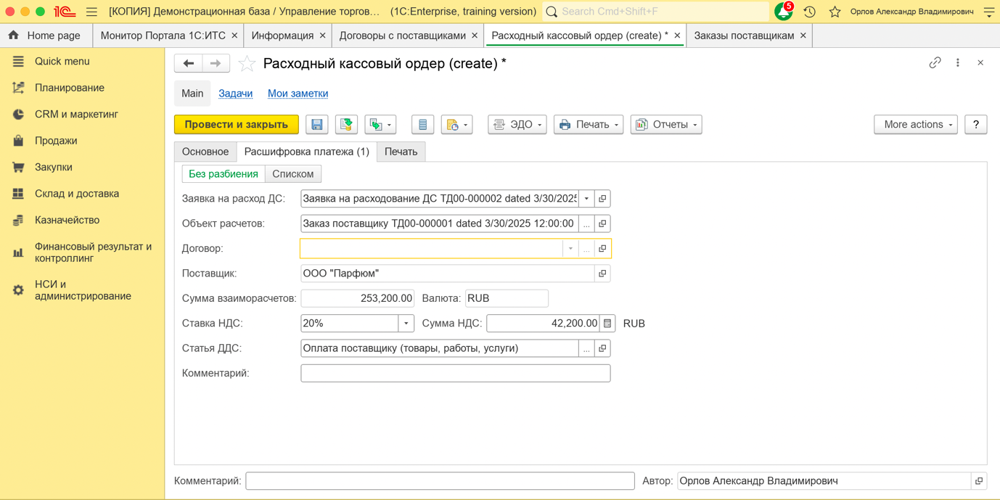 1С [КОПИЯ] Демонстрационная база / Управление торгов... (1C:Enterprise, training version) Search Cmd+Shift+F 5 Орлов Александр Владимирович
Home page Монитор Портала 1С:ИТС × Информация × Договоры с поставщиками × Расходный кассовый ордер (create) * × Заказы поставщикам ×
Quick menu
Планирование
CRM и маркетинг
Продажи
Закупки
Склад и доставка
Казначейство
Финансовый результат и
контроллинг
НСИ и
администрирование
Расходный кассовый ордер (create) *
Main Задачи Мои заметки
Провести и закрыть ЭДО Печать Отчеты More actions ?
Основное Расшифровка платежа (1) Печать
Без разбиения Списком
Заявка на расход ДС: Заявка на расходование ДС ТД00-000002 dated 3/30/2025
Объект расчетов: Заказ поставщику ТД00-000001 dated 3/30/2025 12:00:00 ...
Договор: ...
Поставщик: ООО "Парфюм"
Сумма взаиморасчетов: 253,200.00 Валюта: RUB
Ставка НДС: 20% Сумма НДС: 42,200.00 RUB
Статья ДДС: Оплата поставщику (товары, работы, услуги) ...
Комментарий:
Комментарий: Автор: Орлов Александр Владимирович